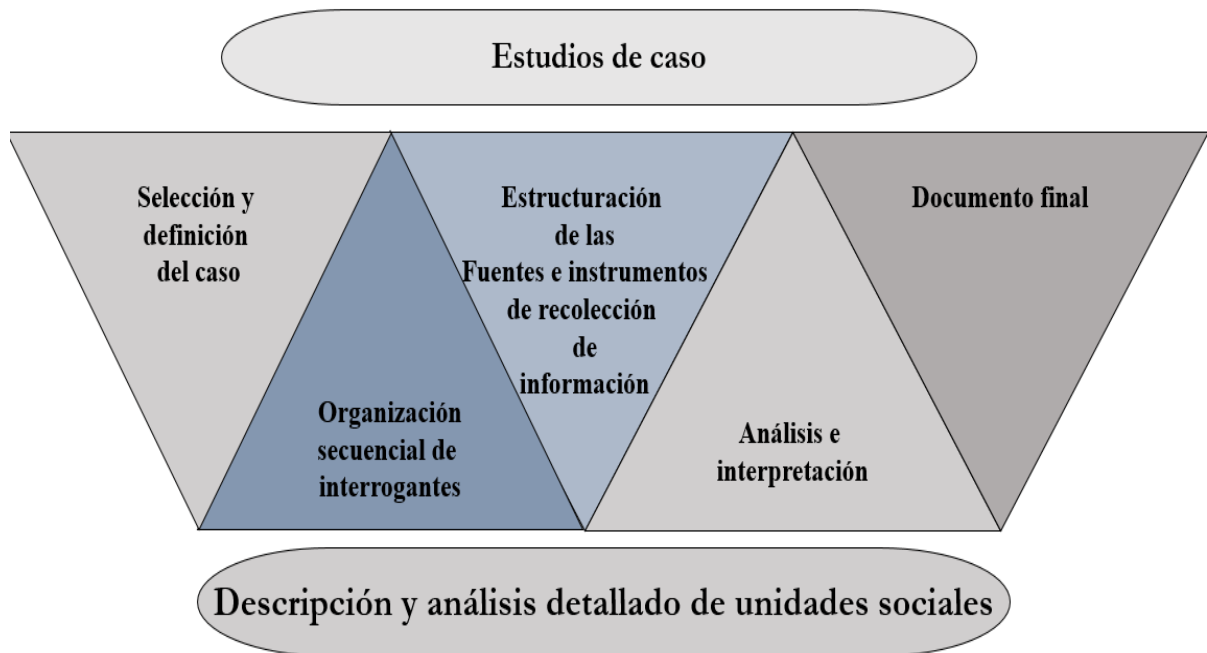 Estudios de caso
Selección y
definición
del caso
Organización
secuencial de
interrogantes
Estructuración
de las
Fuentes e instrumentos
de recolección
de
información
Análisis e
interpretación
Documento final
Descripción y análisis detallado de unidades sociales